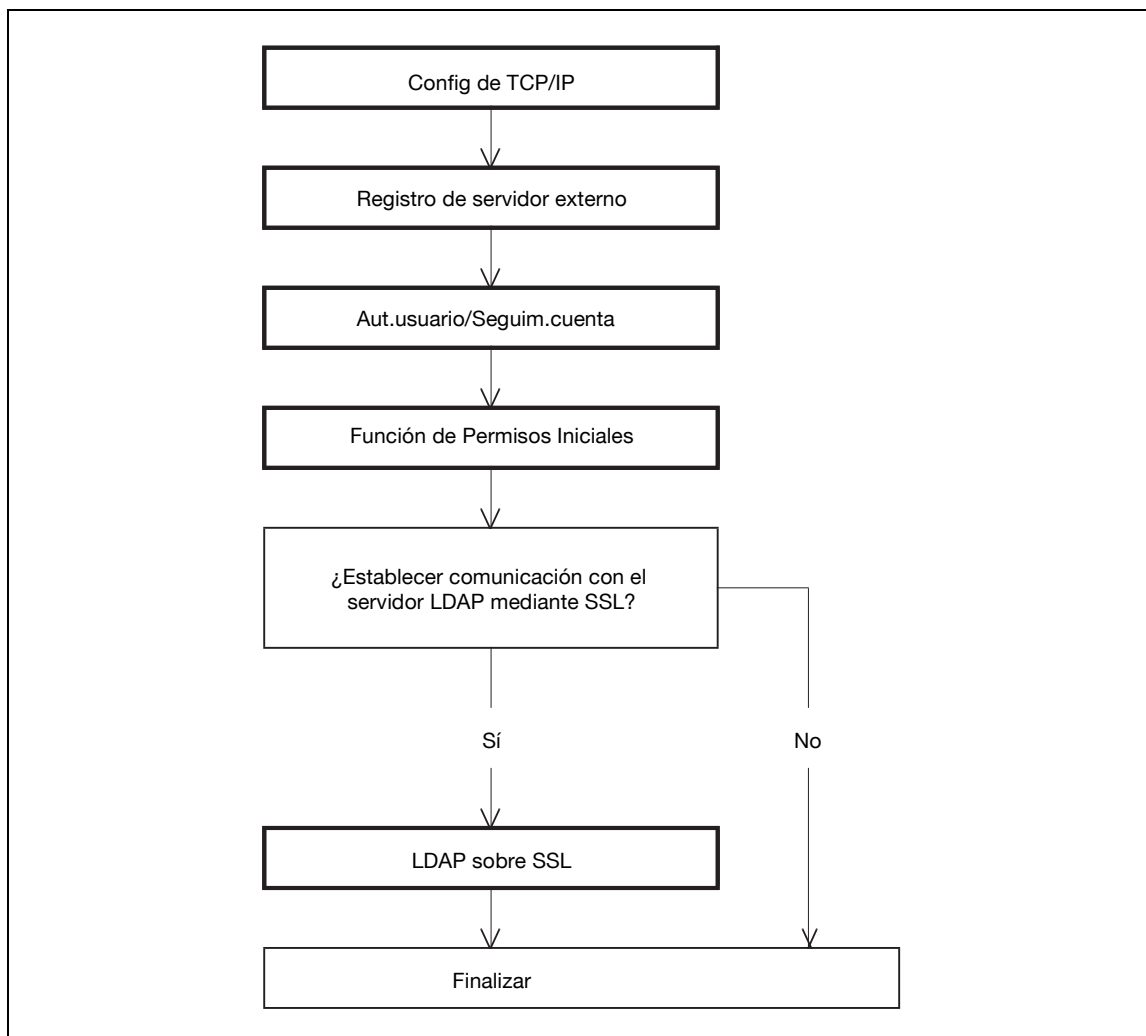 Config de TCP/IP
Registro de servidor externo
Aut.usuario/Seguim.cuenta
Función de Permisos Iniciales
¿Establecer comunicación con el
servidor LDAP mediante SSL?
Sí
No
LDAP sobre SSL
Finalizar